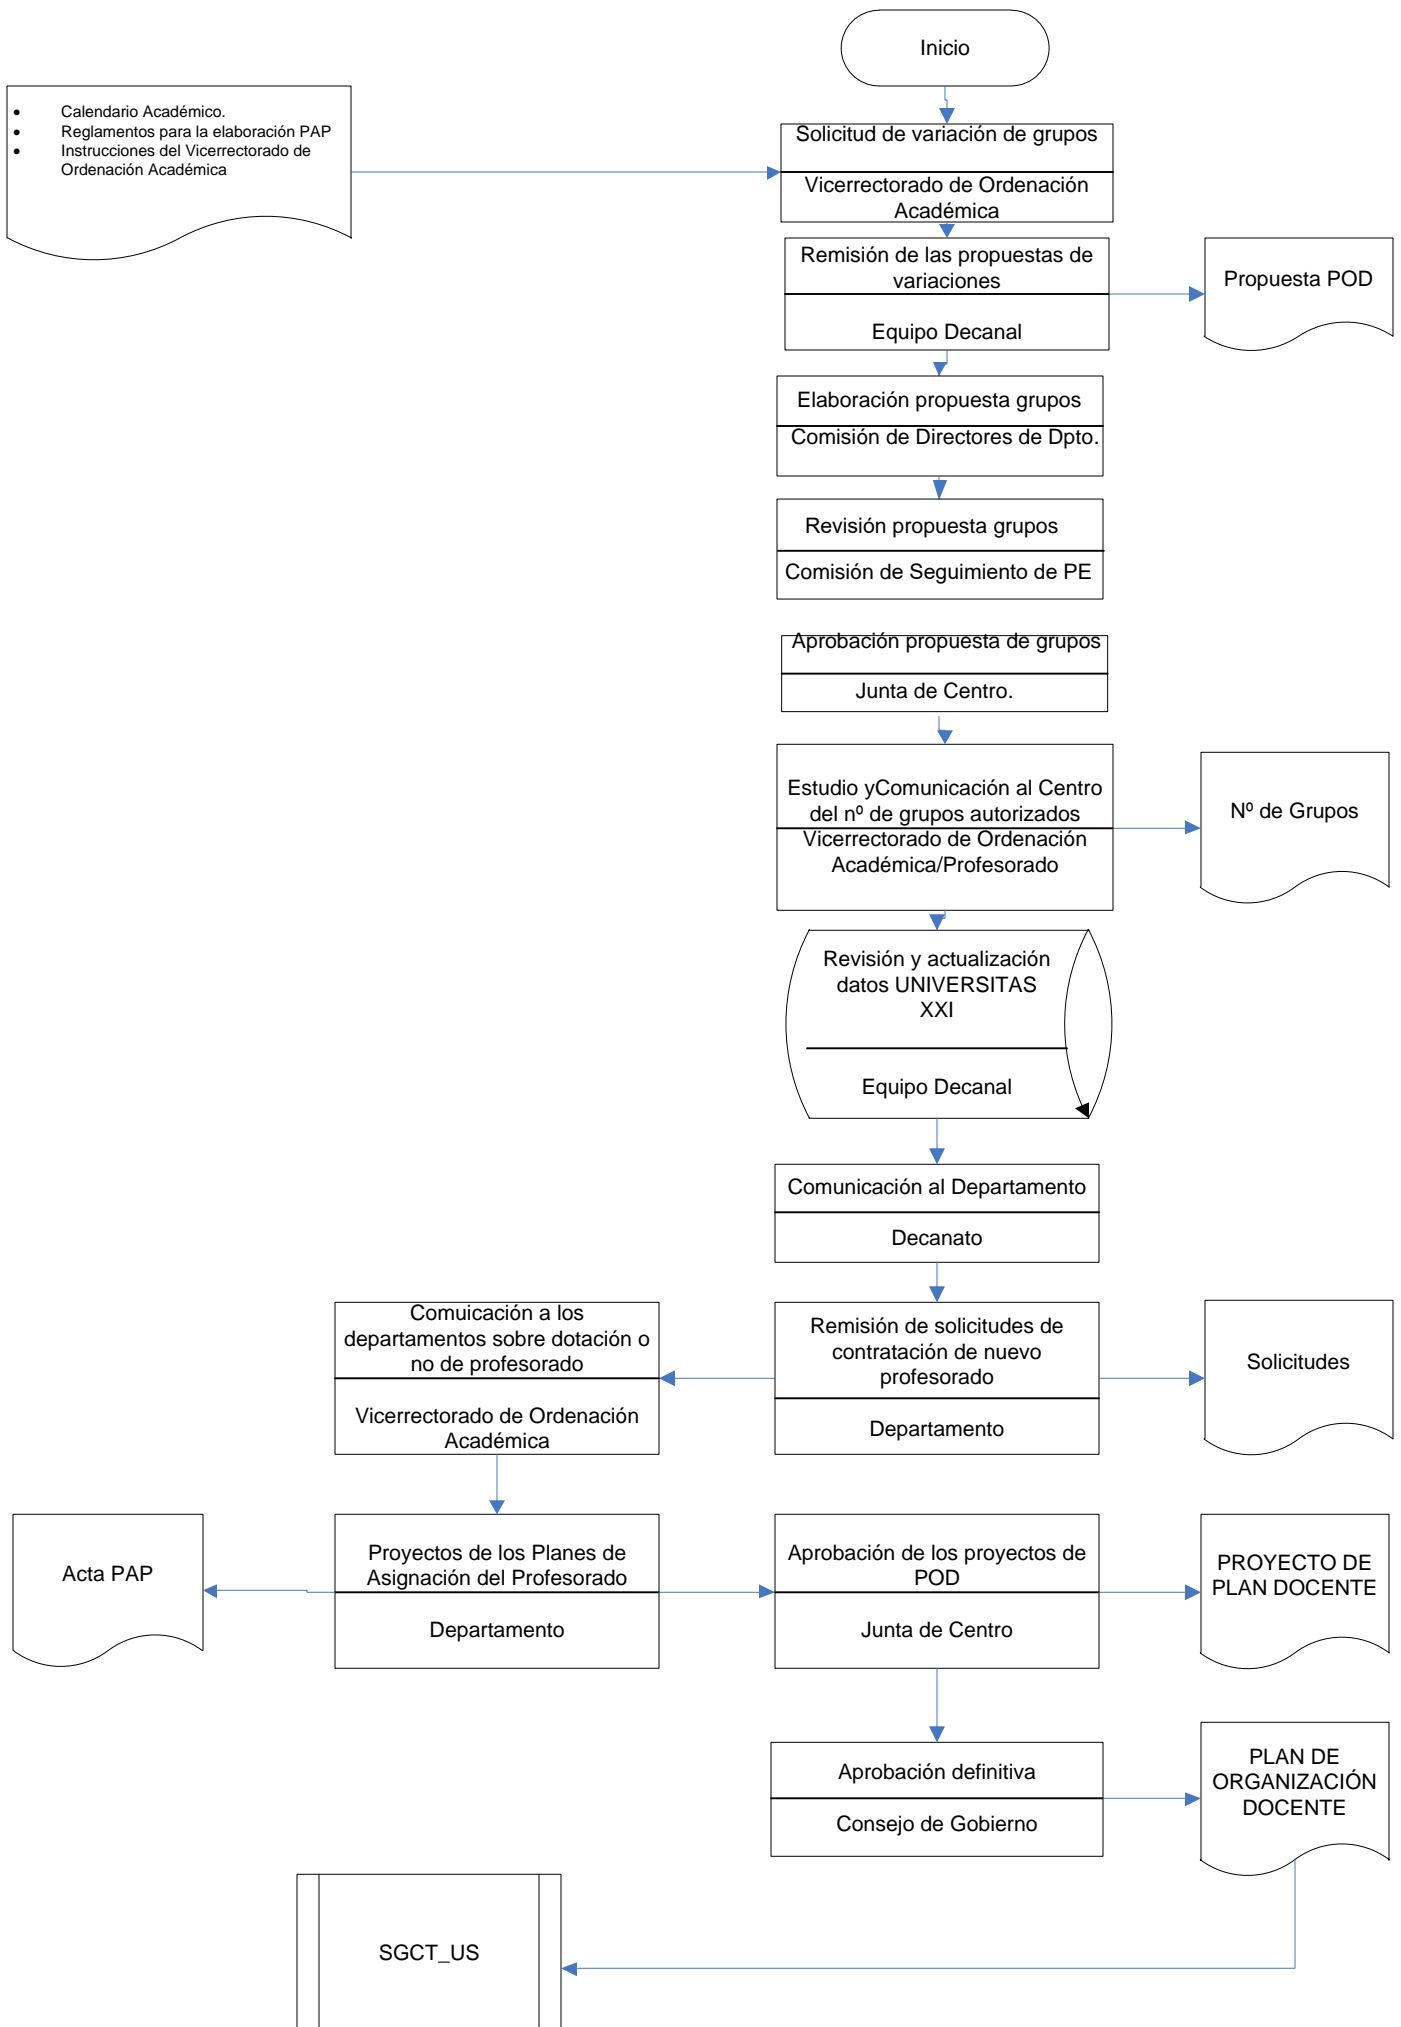 Inicio
• Calendario Académico.
• Reglamentos para la elaboración PAP
• Instrucciones del Vicerrectorado de
Ordenación Académica
Solicitud de variación de grupos
Vicerrectorado de Ordenación
Académica
Remisión de las propuestas de
variaciones
Equipo Decanal
Propuesta POD
Elaboración propuesta grupos
Comisión de Directores de Dpto.
Revisión propuesta grupos
Comisión de Seguimiento de PE
Aprobación propuesta de grupos
Junta de Centro.
Estudio yComunicación al Centro
del nº de grupos autorizados
Vicerrectorado de Ordenación
Académica/Profesorado
Nº de Grupos
Revisión y actualización
datos UNIVERSITAS
XXI
Equipo Decanal
Comunicación al Departamento
Decanato
Comuicación a los
departamentos sobre dotación o
no de profesorado
Vicerrectorado de Ordenación
Académica
Remisión de solicitudes de
contratación de nuevo
profesorado
Departamento
Solicitudes
Acta PAP
Proyectos de los Planes de
Asignación del Profesorado
Departamento
Aprobación de los proyectos de
POD
Junta de Centro
PROYECTO DE
PLAN DOCENTE
Aprobación definitiva
Consejo de Gobierno
PLAN DE
ORGANIZACIÓN
DOCENTE
SGCT_US